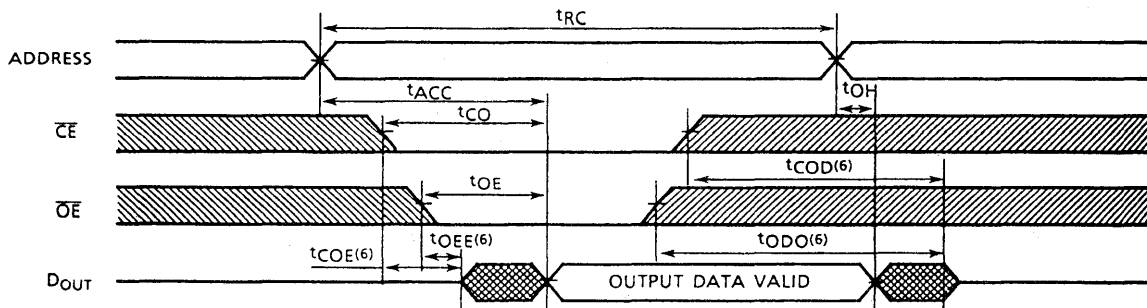 tRC
ADDRESS
tACC
tOH
tCO
CE
tCOD(6)
tOE
OE
tOEE(6)
tODO(6)
tCOE(6)
DOUT
OUTPUT DATA VALID